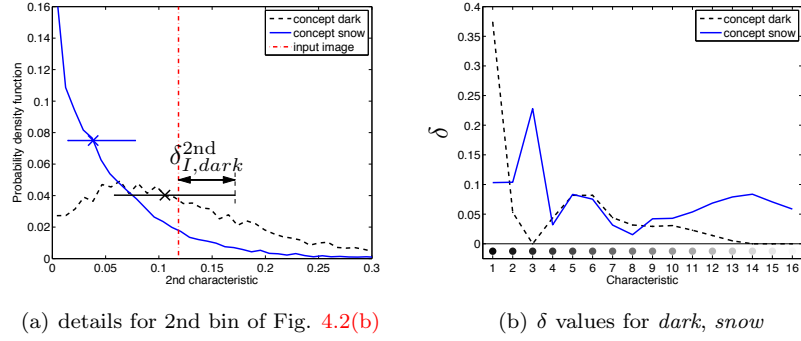 0.16
0.14
0.12
0.1
0.08
0.06
0.04
0.02
0
Probability density function
0 0.05 0.1 0.15 0.2 0.25 0.3
2nd characteristic
concept dark
concept snow
input image
δ^{2nd}_{I,dark}
0.4
0.35
0.3
0.25
0.2
0.15
0.1
0.05
0
δ
1 2 3 4 5 6 7 8 9 10 11 12 13 14 15 16
Characteristic
concept dark
concept snow
(a) details for 2nd bin of Fig. 4.2(b)
(b) δ values for dark, snow